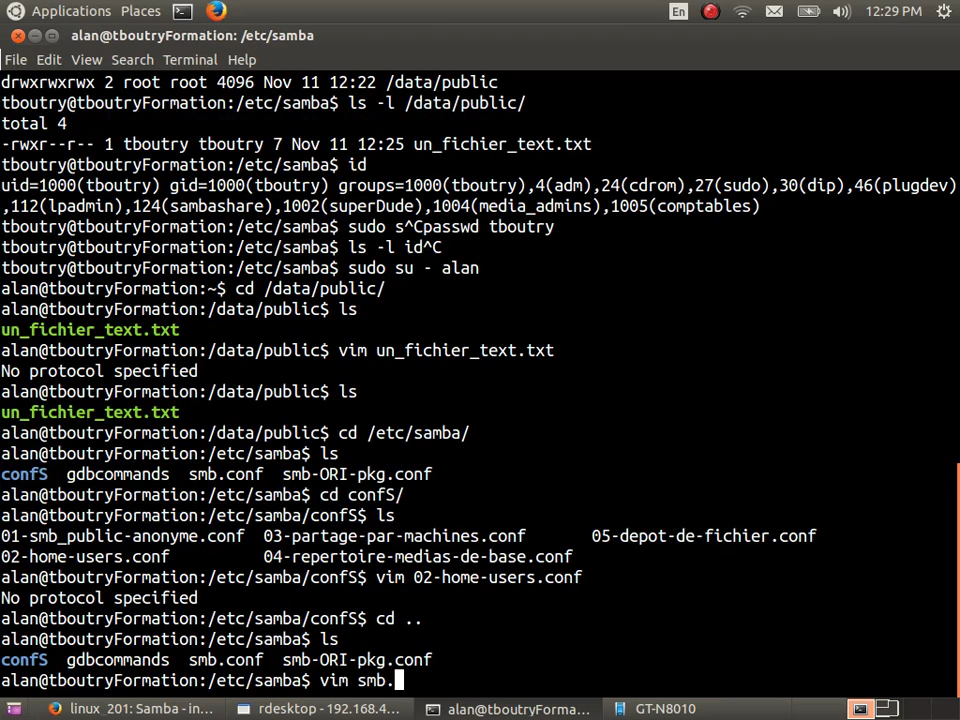 Applications Places En 12:29 PM
alan@tboutryFormation: /etc/samba
File Edit View Search Terminal Help
drwxrwxrwx 2 root root 4096 Nov 11 12:22 /data/public
tboutry@tboutryFormation:/etc/samba$ ls -l /data/public/
total 4
-rwxr--r-- 1 tboutry tboutry 7 Nov 11 12:25 un_fichier_text.txt
tboutry@tboutryFormation:/etc/samba$ id
uid=1000(tboutry) gid=1000(tboutry) groups=1000(tboutry),4(adm),24(cdrom),27(sudo),30(dip),46(plugdev)
,112(lpadmin),124(sambashare),1002(superDude),1004(media_admins),1005(comptables)
tboutry@tboutryFormation:/etc/samba$ sudo s^Cpasswd tboutry
tboutry@tboutryFormation:/etc/samba$ ls -l id^C
tboutry@tboutryFormation:/etc/samba$ sudo su - alan
alan@tboutryFormation:~$ cd /data/public/
alan@tboutryFormation:/data/public$ ls
un_fichier_text.txt
alan@tboutryFormation:/data/public$ vim un_fichier_text.txt
No protocol specified
alan@tboutryFormation:/data/public$ ls
un_fichier_text.txt
alan@tboutryFormation:/data/public$ cd /etc/samba/
alan@tboutryFormation:/etc/samba$ ls
confS  gdbcommands  smb.conf  smb-ORI-pkg.conf
alan@tboutryFormation:/etc/samba$ cd confS/
alan@tboutryFormation:/etc/samba/confS$ ls
01-smb_public-anonyme.conf  03-partage-par-machines.conf       05-depot-de-fichier.conf
02-home-users.conf          04-repertoire-medias-de-base.conf
alan@tboutryFormation:/etc/samba/confS$ vim 02-home-users.conf
No protocol specified
alan@tboutryFormation:/etc/samba/confS$ cd ..
alan@tboutryFormation:/etc/samba$ ls
confS  gdbcommands  smb.conf  smb-ORI-pkg.conf
alan@tboutryFormation:/etc/samba$ vim smb.
linux_201: Samba - in... rdesktop - 192.168.4... alan@tboutryForma... GT-N8010